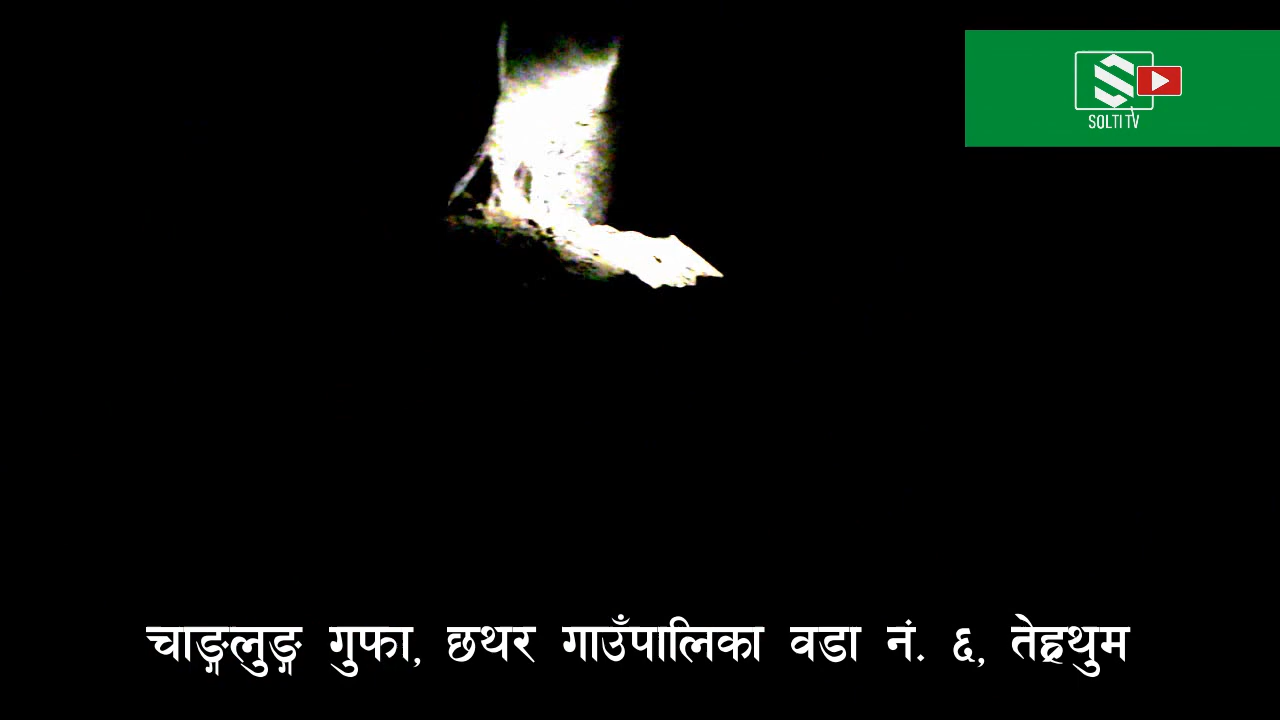 SOLTI TV
चाङ्गलुङ्ग गुफा, छथर गाउँपालिका वडा नं. ६, तेह्रथुम